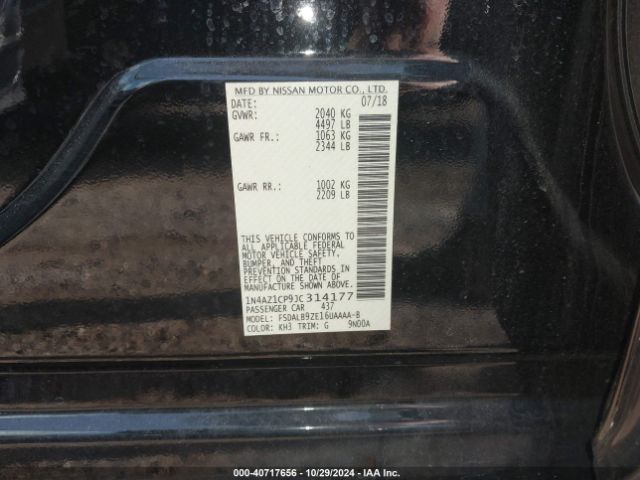 MFD BY NISSAN MOTOR CO., LTD.
DATE: 07/18
GVWR: 2040 KG
4497 LB
GAWR FR.: 1063 KG
2344 LB
GAWR RR.: 1002 KG
2209 LB
THIS VEHICLE CONFORMS TO
ALL APPLICABLE FEDERAL
MOTOR VEHICLE SAFETY,
BUMPER, AND THEFT
PREVENTION STANDARDS IN
EFFECT ON THE DATE OF
MANUFACTURE SHOWN ABOVE.
1N4AZ1CP9JC314177
PASSENGER CAR 437
MODEL: FSDALB9ZE16UAAAA-B
COLOR: KH3 TRIM: G 9N00A
000-40717656 • 10/29/2024 • IAA Inc.